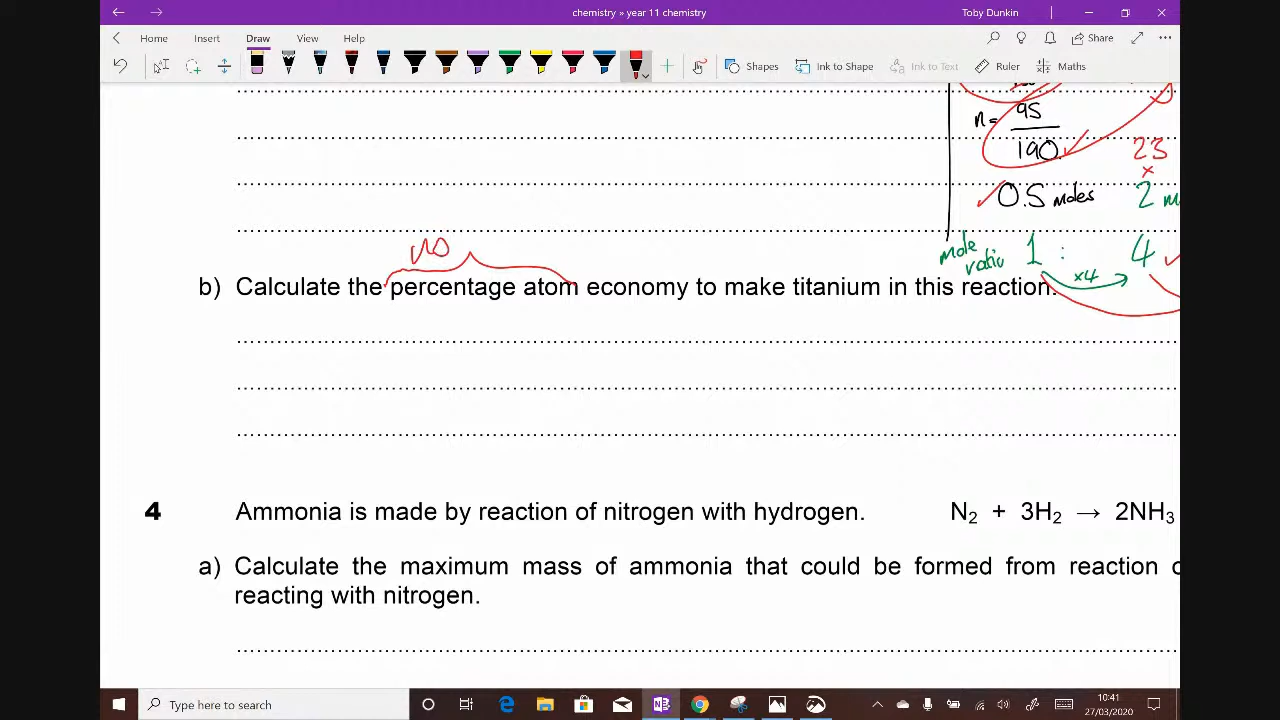 chemistry » year 11 chemistry
Toby Dunkin
Home Insert Draw View Help
Share
Shapes Ink to Shape Ink to Text Ruler Maths
n= 95
190
23
×
0.5 moles 2
mole ratio 1 : 4
×4
no
b) Calculate the percentage atom economy to make titanium in this reaction.
4 Ammonia is made by reaction of nitrogen with hydrogen. N₂ + 3H₂ → 2NH₃
a) Calculate the maximum mass of ammonia that could be formed from reaction
reacting with nitrogen.
Type here to search
10:41
27/03/2020